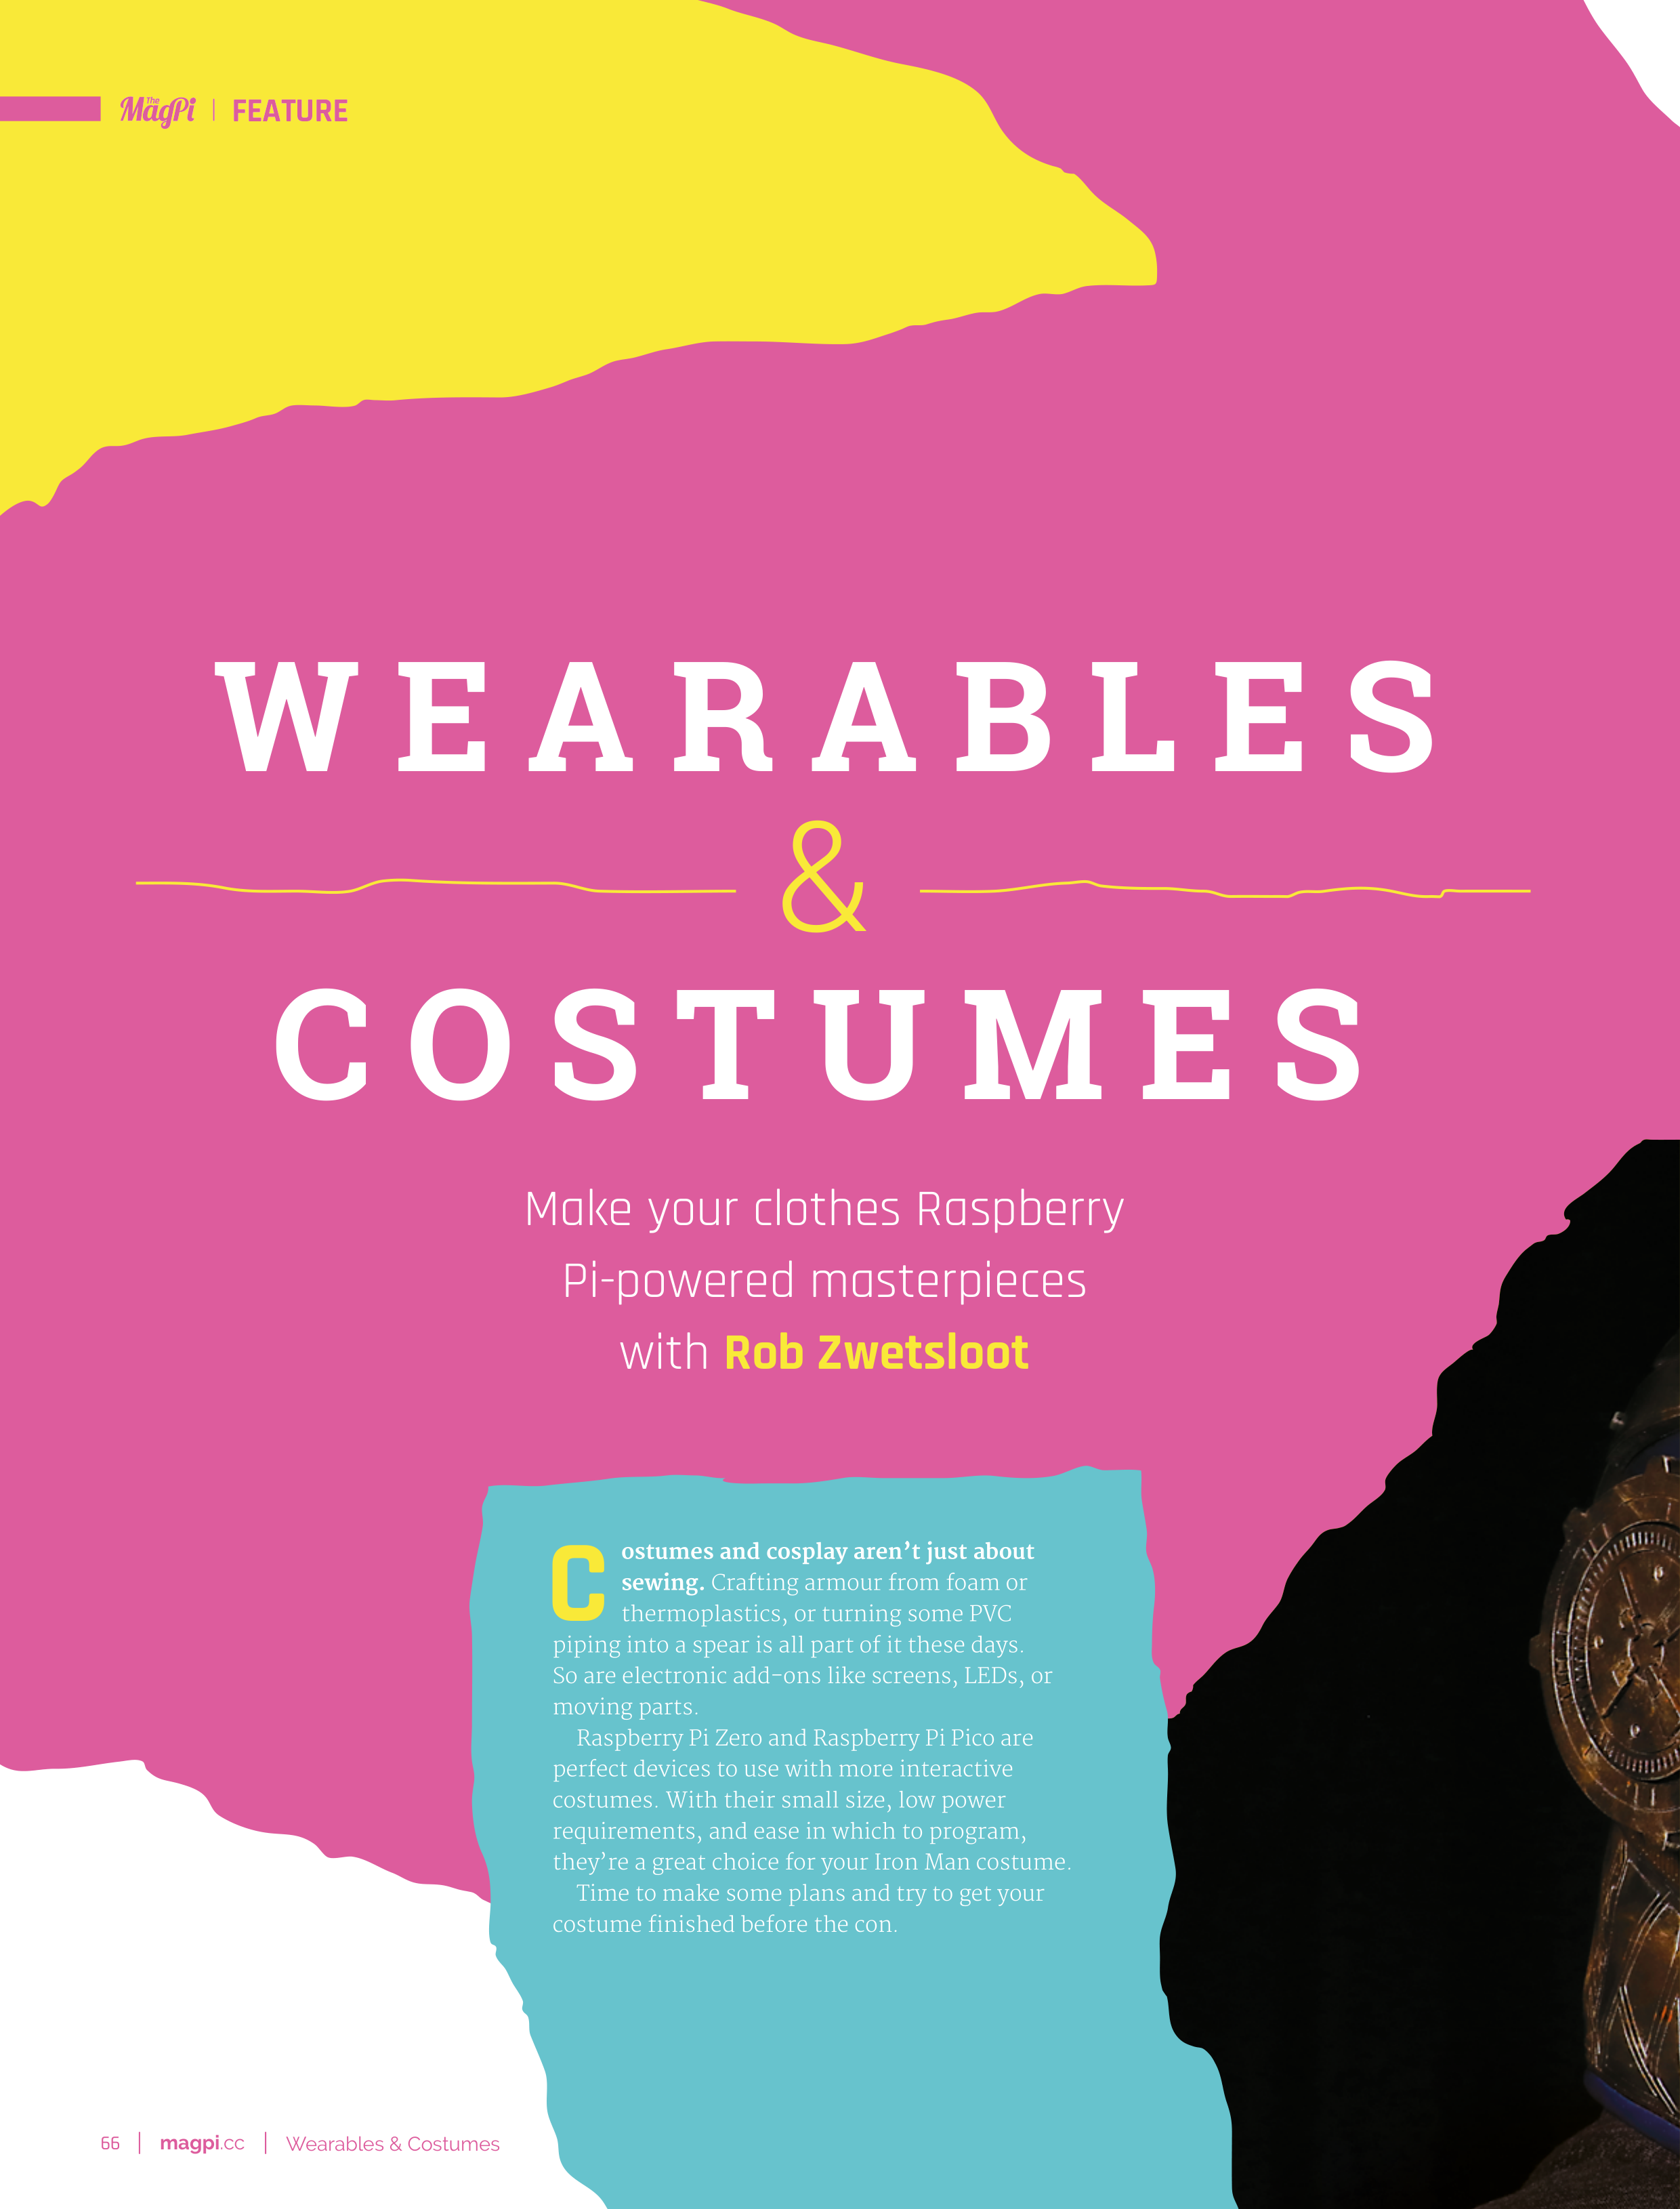 The MagPi | FEATURE
WEARABLES
&
COSTUMES
Make your clothes Raspberry
Pi-powered masterpieces
with Rob Zwetsloot
Costumes and cosplay aren’t just about
sewing. Crafting armour from foam or
thermoplastics, or turning some PVC
piping into a spear is all part of it these days.
So are electronic add-ons like screens, LEDs, or
moving parts.
Raspberry Pi Zero and Raspberry Pi Pico are
perfect devices to use with more interactive
costumes. With their small size, low power
requirements, and ease in which to program,
they’re a great choice for your Iron Man costume.
Time to make some plans and try to get your
costume finished before the con.
66 | magpi.cc | Wearables & Costumes